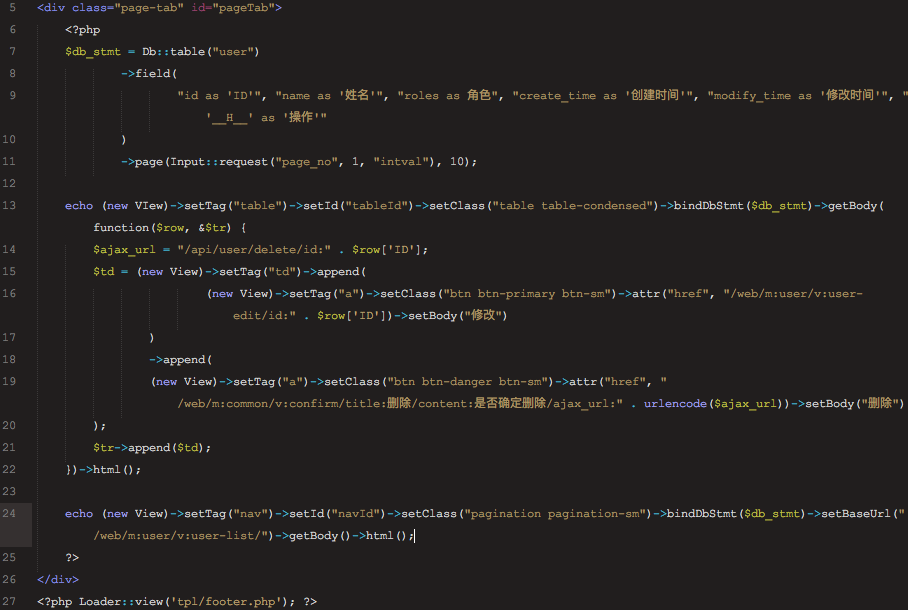 5 <div class="page-tab" id="pageTab">
6 <?php
7 $db_stmt = Db::table("user")
8 ->field(
9 "id as 'ID'", "name as '姓名'", "roles as 角色", "create_time as '创建时间'", "modify_time as '修改时间'", "
'__H__' as '操作'"
10 )
11 ->page(Input::request("page_no", 1, "intval"), 10);
12
13 echo (new VIew)->setTag("table")->setId("tableId")->setClass("table table-condensed")->bindDbStmt($db_stmt)->getBody(
function($row, &$tr) {
14 $ajax_url = "/api/user/delete/id:" . $row['ID'];
15 $td = (new View)->setTag("td")->append(
16 (new View)->setTag("a")->setClass("btn btn-primary btn-sm")->attr("href", "/web/m:user/v:user-
edit/id:" . $row['ID'])->setBody("修改")
17 )
18 ->append(
19 (new View)->setTag("a")->setClass("btn btn-danger btn-sm")->attr("href", "
/web/m:common/v:confirm/title:删除/content:是否确定删除/ajax_url:" . urlencode($ajax_url))->setBody("删除")
20 );
21 $tr->append($td);
22 })->html();
23
24 echo (new View)->setTag("nav")->setId("navId")->setClass("pagination pagination-sm")->bindDbStmt($db_stmt)->setBaseUrl("
/web/m:user/v:user-list/")->getBody()->html();
25 ?>
26 </div>
27 <?php Loader::view('tpl/footer.php'); ?>